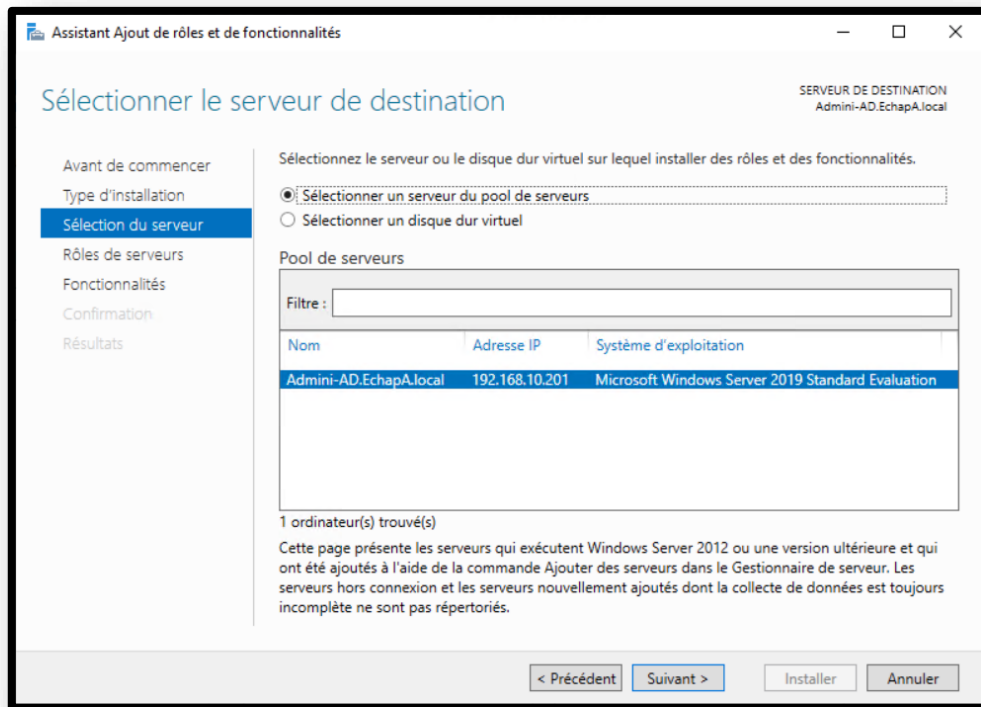 Assistant Ajout de rôles et de fonctionnalités
Sélectionner le serveur de destination
SERVEUR DE DESTINATION
Admini-AD.EchapA.local
Avant de commencer
Type d'installation
Sélection du serveur
Rôles de serveurs
Fonctionnalités
Confirmation
Résultats
Sélectionnez le serveur ou le disque dur virtuel sur lequel installer des rôles et des fonctionnalités.
Sélectionner un serveur du pool de serveurs
Sélectionner un disque dur virtuel
Pool de serveurs
Filtre :
Nom Adresse IP Système d'exploitation
Admini-AD.EchapA.local 192.168.10.201 Microsoft Windows Server 2019 Standard Evaluation
1 ordinateur(s) trouvé(s)
Cette page présente les serveurs qui exécutent Windows Server 2012 ou une version ultérieure et qui
ont été ajoutés à l'aide de la commande Ajouter des serveurs dans le Gestionnaire de serveur. Les
serveurs hors connexion et les serveurs nouvellement ajoutés dont la collecte de données est toujours
incomplète ne sont pas répertoriés.
< Précédent Suivant > Installer Annuler